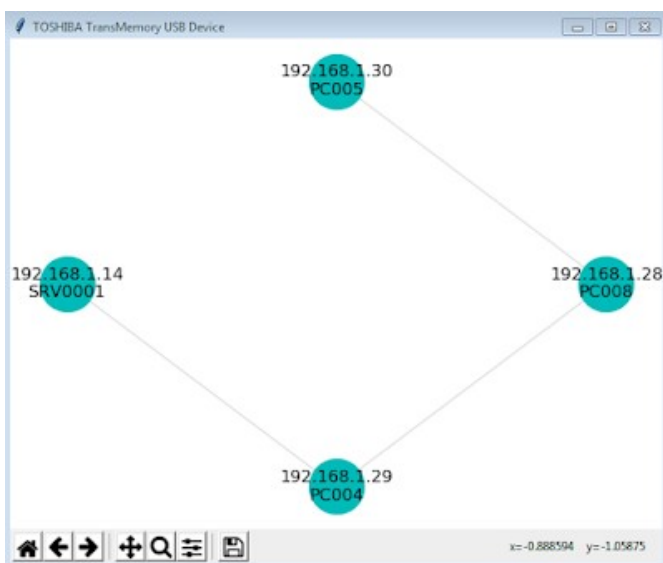 TOSHIBA TransMemory USB Device
192.168.1.30
PC005
192.168.1.14
SRV0001
192.168.1.28
PC008
192.168.1.29
PC004
x=-0.888594 y=-1.05875